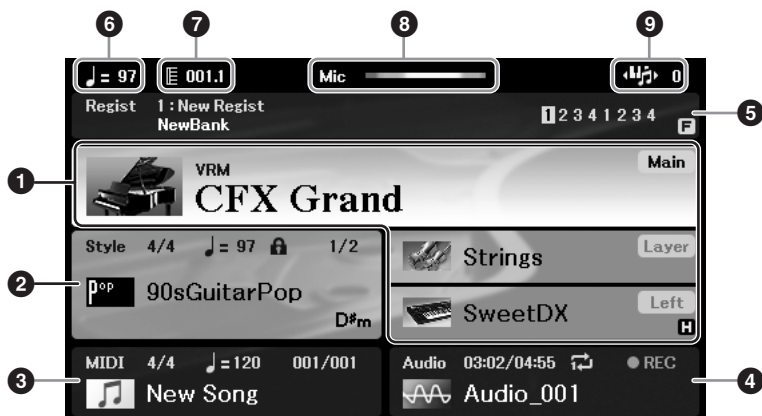 6 7 8 9
♩= 97 001.1 Mic 0
Regist 1 : New Regist
NewBank
1 2 3 4 1 2 3 4
F
5
1
VRM
CFX Grand
Main
2
Style 4/4 ♩= 97 1/2
Pop 90sGuitarPop
D#m
Strings Layer
SweetDX Left
H
3
MIDI 4/4 ♩=120 001/001
New Song
Audio 03:02/04:55 REC
Audio_001
4